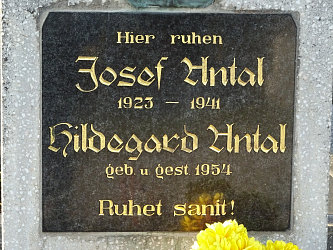 Hier ruhen
Josef Antal
1923 – 1941
Hildegard Antal
geb u gest 1954
Ruhet sanft!